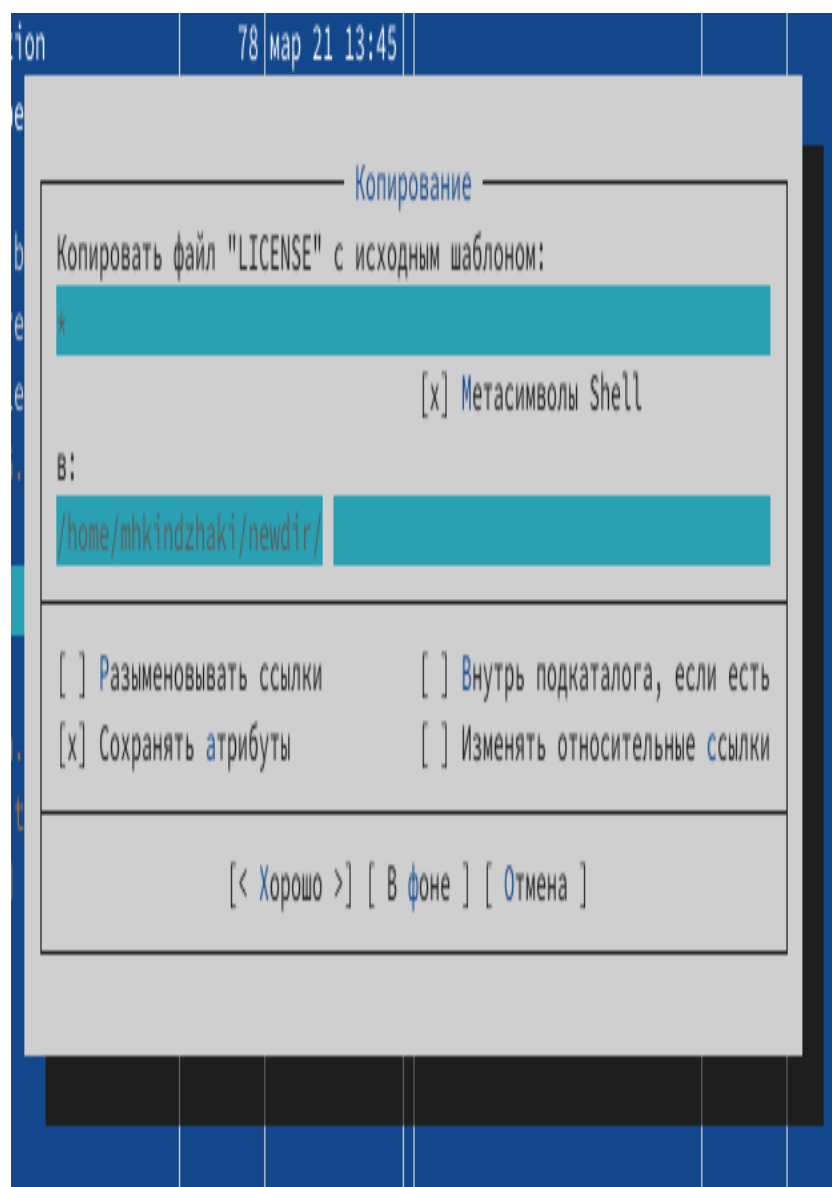 ion 78 мар 21 13:45
Копирование
Копировать файл "LICENSE" с исходным шаблоном:
*
[x] Метасимволы Shell
в:
/home/mhkindzhaki/newdir/
[ ] Разыменовывать ссылки [ ] Внутрь подкаталога, если есть
[x] Сохранять атрибуты [ ] Изменять относительные ссылки
[< Хорошо >] [ В фоне ] [ Отмена ]